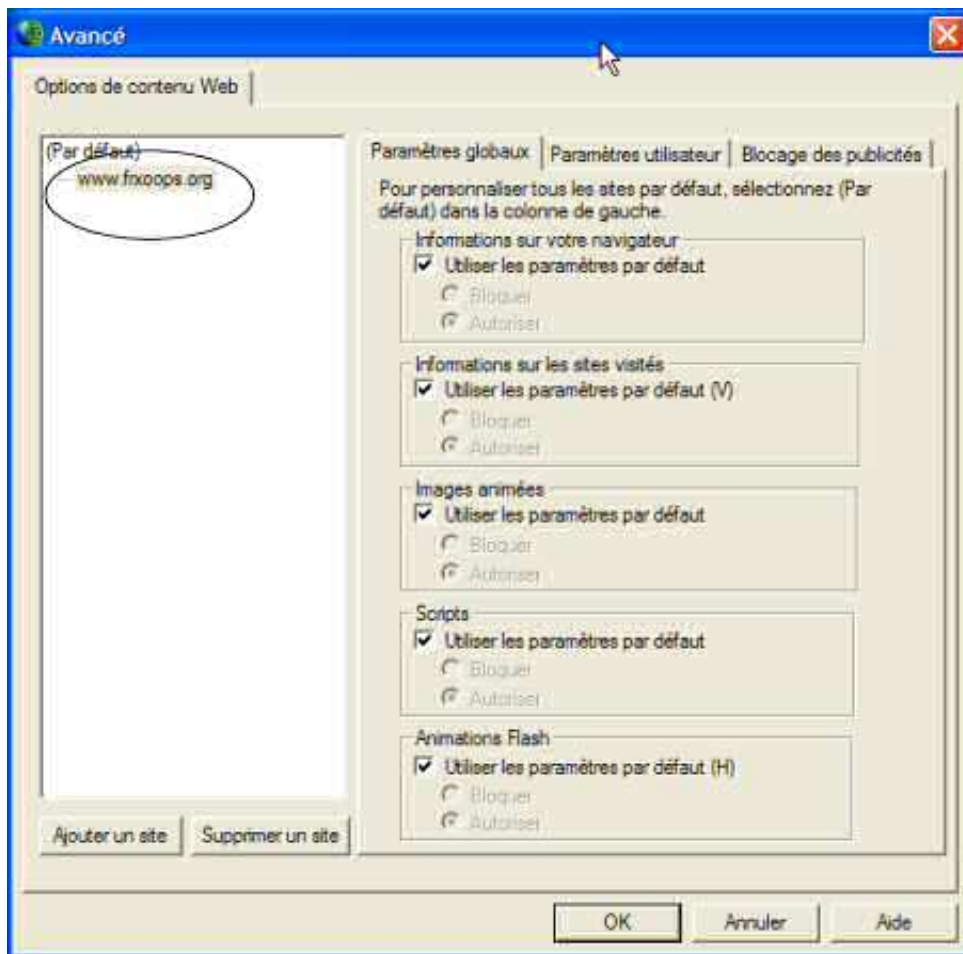 Avancé
Options de contenu Web
(Par défaut)
www.frxoops.org
Ajouter un site
Supprimer un site
Paramètres globaux
Paramètres utilisateur
Blocage des publicités
Pour personnaliser tous les sites par défaut, sélectionnez (Par
défaut) dans la colonne de gauche.
Informations sur votre navigateur
Utiliser les paramètres par défaut
Bloquer
Autoriser
Informations sur les sites visités
Utiliser les paramètres par défaut (V)
Bloquer
Autoriser
Images animées
Utiliser les paramètres par défaut
Bloquer
Autoriser
Scripts
Utiliser les paramètres par défaut
Bloquer
Autoriser
Animations Flash
Utiliser les paramètres par défaut (H)
Bloquer
Autoriser
OK
Annuler
Aide